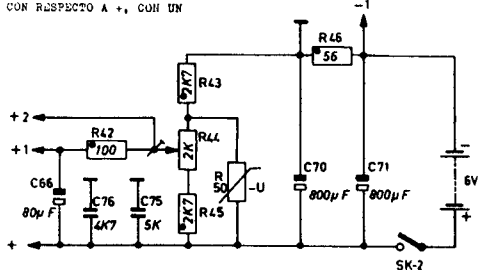 CON RESPECTO A +, CON UN
-1
R46
56
2K7
R43
+2
+1
R42
100
R44
2K
R
50
-U
C70
800µF
C71
800µF
-
6V
+
C66
80µF
C76
4K7
C75
5K
2K7
R45
+
SK-2